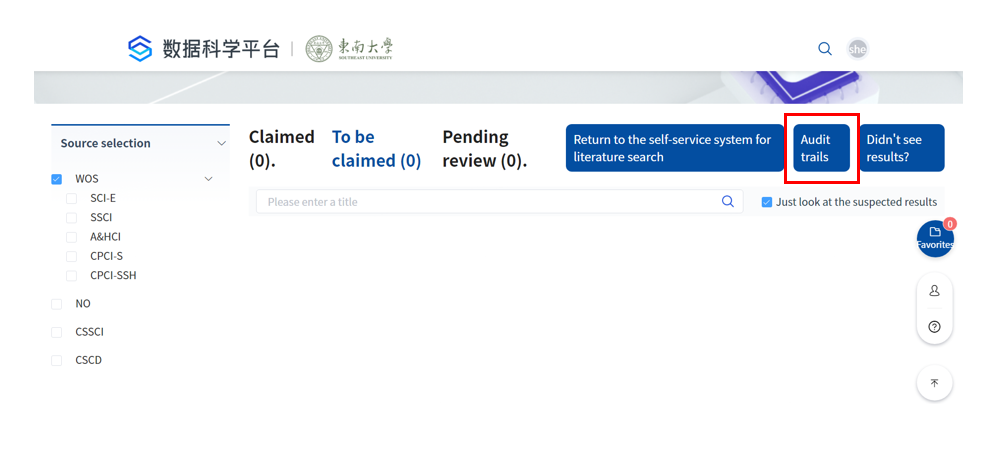 数据科学平台
東南大學
SOUTHEAST UNIVERSITY
she
Source selection
WOS
SCI-E
SSCI
A&HCI
CPCI-S
CPCI-SSH
NO
CSSCI
CSCD
Claimed
(0).
To be
claimed (0)
Pending
review (0).
Return to the self-service system for
literature search
Audit
trails
Didn't see
results?
Please enter a title
Just look at the suspected results
0
Favorites